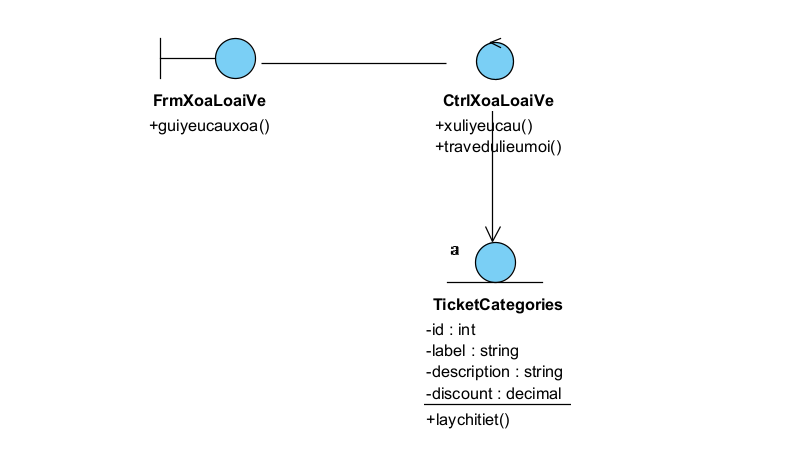 FrmXoaLoaiVe
+guiyeucauxoa()
CtrlXoaLoaiVe
+xuliyeucau()
+travedulieumoi()
a
TicketCategories
-id : int
-label : string
-description : string
-discount : decimal
+laychitiet()